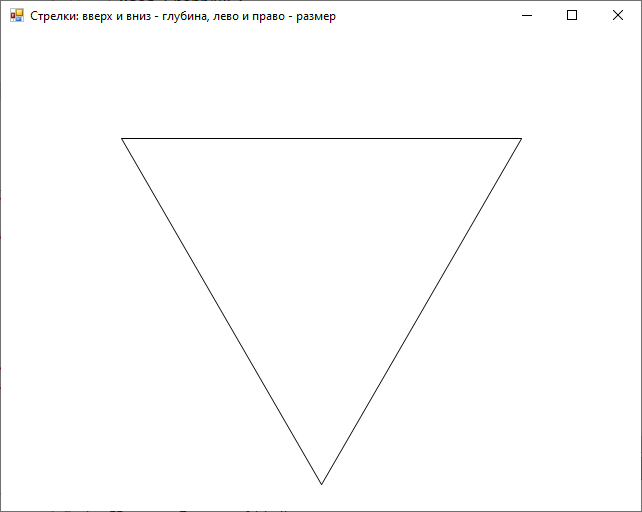 Стрелки: вверх и вниз - глубина, лево и право - размер